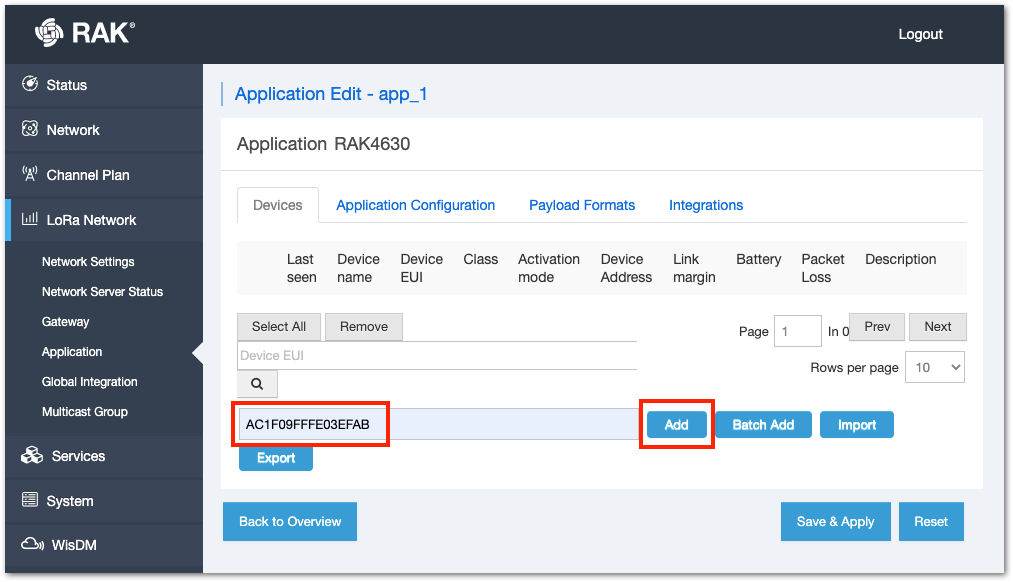 RAK®
Logout
Status
Network
Channel Plan
LoRa Network
Network Settings
Network Server Status
Gateway
Application
Global Integration
Multicast Group
Services
System
WisDM
Application Edit - app_1
Application RAK4630
Devices Application Configuration Payload Formats Integrations
Last seen Device name Device EUI Class Activation mode Device Address Link margin Battery Packet Loss Description
Select All Remove
Page 1 In 0 Prev Next
Device EUI
Rows per page 10
AC1F09FFFE03EFAB Add Batch Add Import
Export
Back to Overview Save & Apply Reset